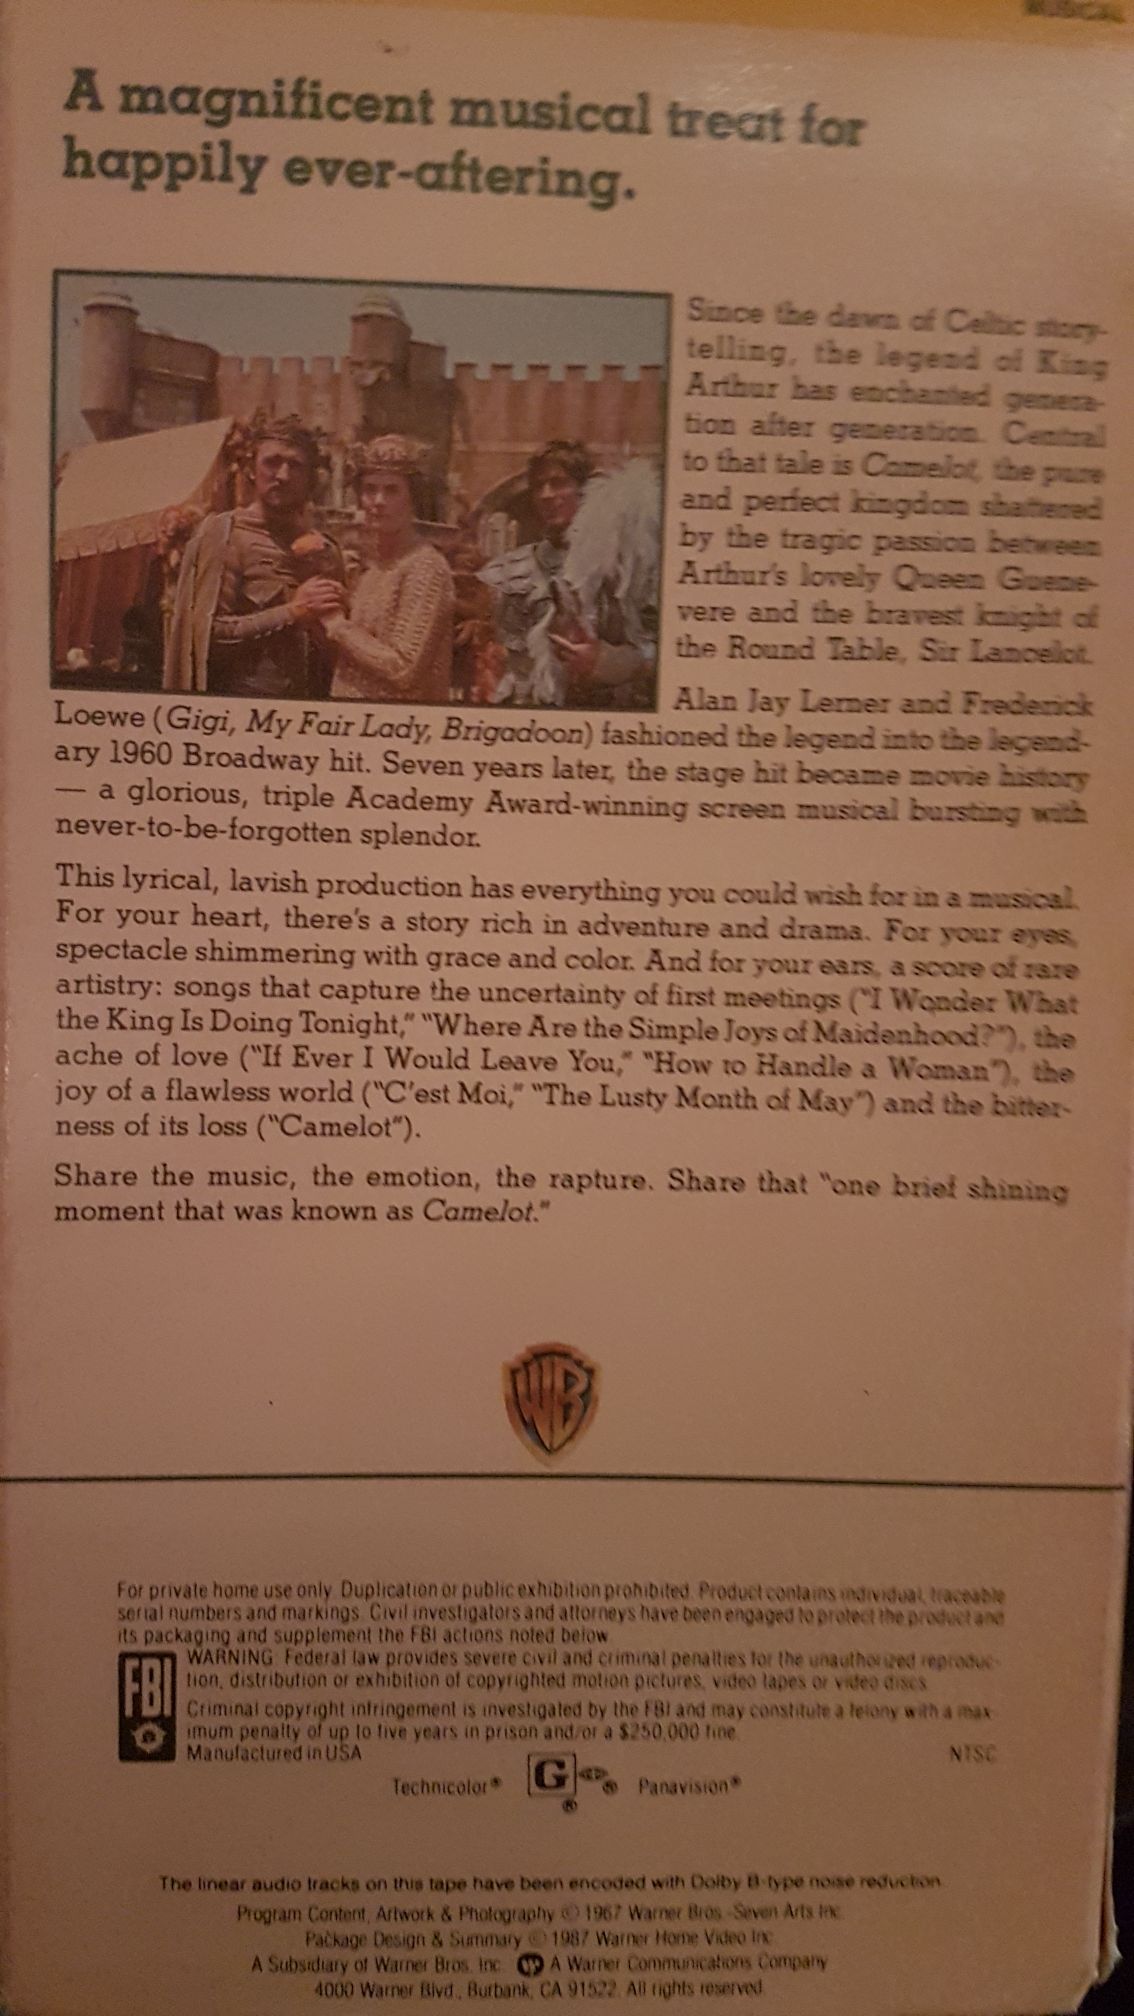 MUSICAL
A magnificent musical treat for
happily ever-aftering.
Since the dawn of Celtic story-
telling, the legend of King
Arthur has enchanted genera-
tion after generation. Central
to that tale is Camelot, the pure
and perfect kingdom shattered
by the tragic passion between
Arthur's lovely Queen Guene-
vere and the bravest knight of
the Round Table, Sir Lancelot.
Alan Jay Lerner and Frederick
Loewe (Gigi, My Fair Lady, Brigadoon) fashioned the legend into the legend-
ary 1960 Broadway hit. Seven years later, the stage hit became movie history
— a glorious, triple Academy Award-winning screen musical bursting with
never-to-be-forgotten splendor.
This lyrical, lavish production has everything you could wish for in a musical.
For your heart, there's a story rich in adventure and drama. For your eyes,
spectacle shimmering with grace and color. And for your ears, a score of rare
artistry: songs that capture the uncertainty of first meetings ("I Wonder What
the King Is Doing Tonight," "Where Are the Simple Joys of Maidenhood?"), the
ache of love ("If Ever I Would Leave You," "How to Handle a Woman"), the
joy of a flawless world ("C'est Moi," "The Lusty Month of May") and the bitter-
ness of its loss ("Camelot").
Share the music, the emotion, the rapture. Share that "one brief shining
moment that was known as Camelot."
WB
For private home use only. Duplication or public exhibition prohibited. Product contains individual, traceable
serial numbers and markings. Civil investigators and attorneys have been engaged to protect the product and
its packaging and supplement the FBI actions noted below.
FBI
WARNING: Federal law provides severe civil and criminal penalties for the unauthorized reproduc-
tion, distribution or exhibition of copyrighted motion pictures, video tapes or video discs.
Criminal copyright infringement is investigated by the FBI and may constitute a felony with a max-
imum penalty of up to five years in prison and/or a $250,000 fine.
Manufactured in USA NTSC
Technicolor® G ® Panavision®
®
The linear audio tracks on this tape have been encoded with Dolby B-type noise reduction.
Program Content, Artwork & Photography © 1967 Warner Bros.-Seven Arts Inc.
Package Design & Summary © 1987 Warner Home Video Inc.
A Subsidiary of Warner Bros. Inc. A Warner Communications Company
4000 Warner Blvd., Burbank, CA 91522. All rights reserved.